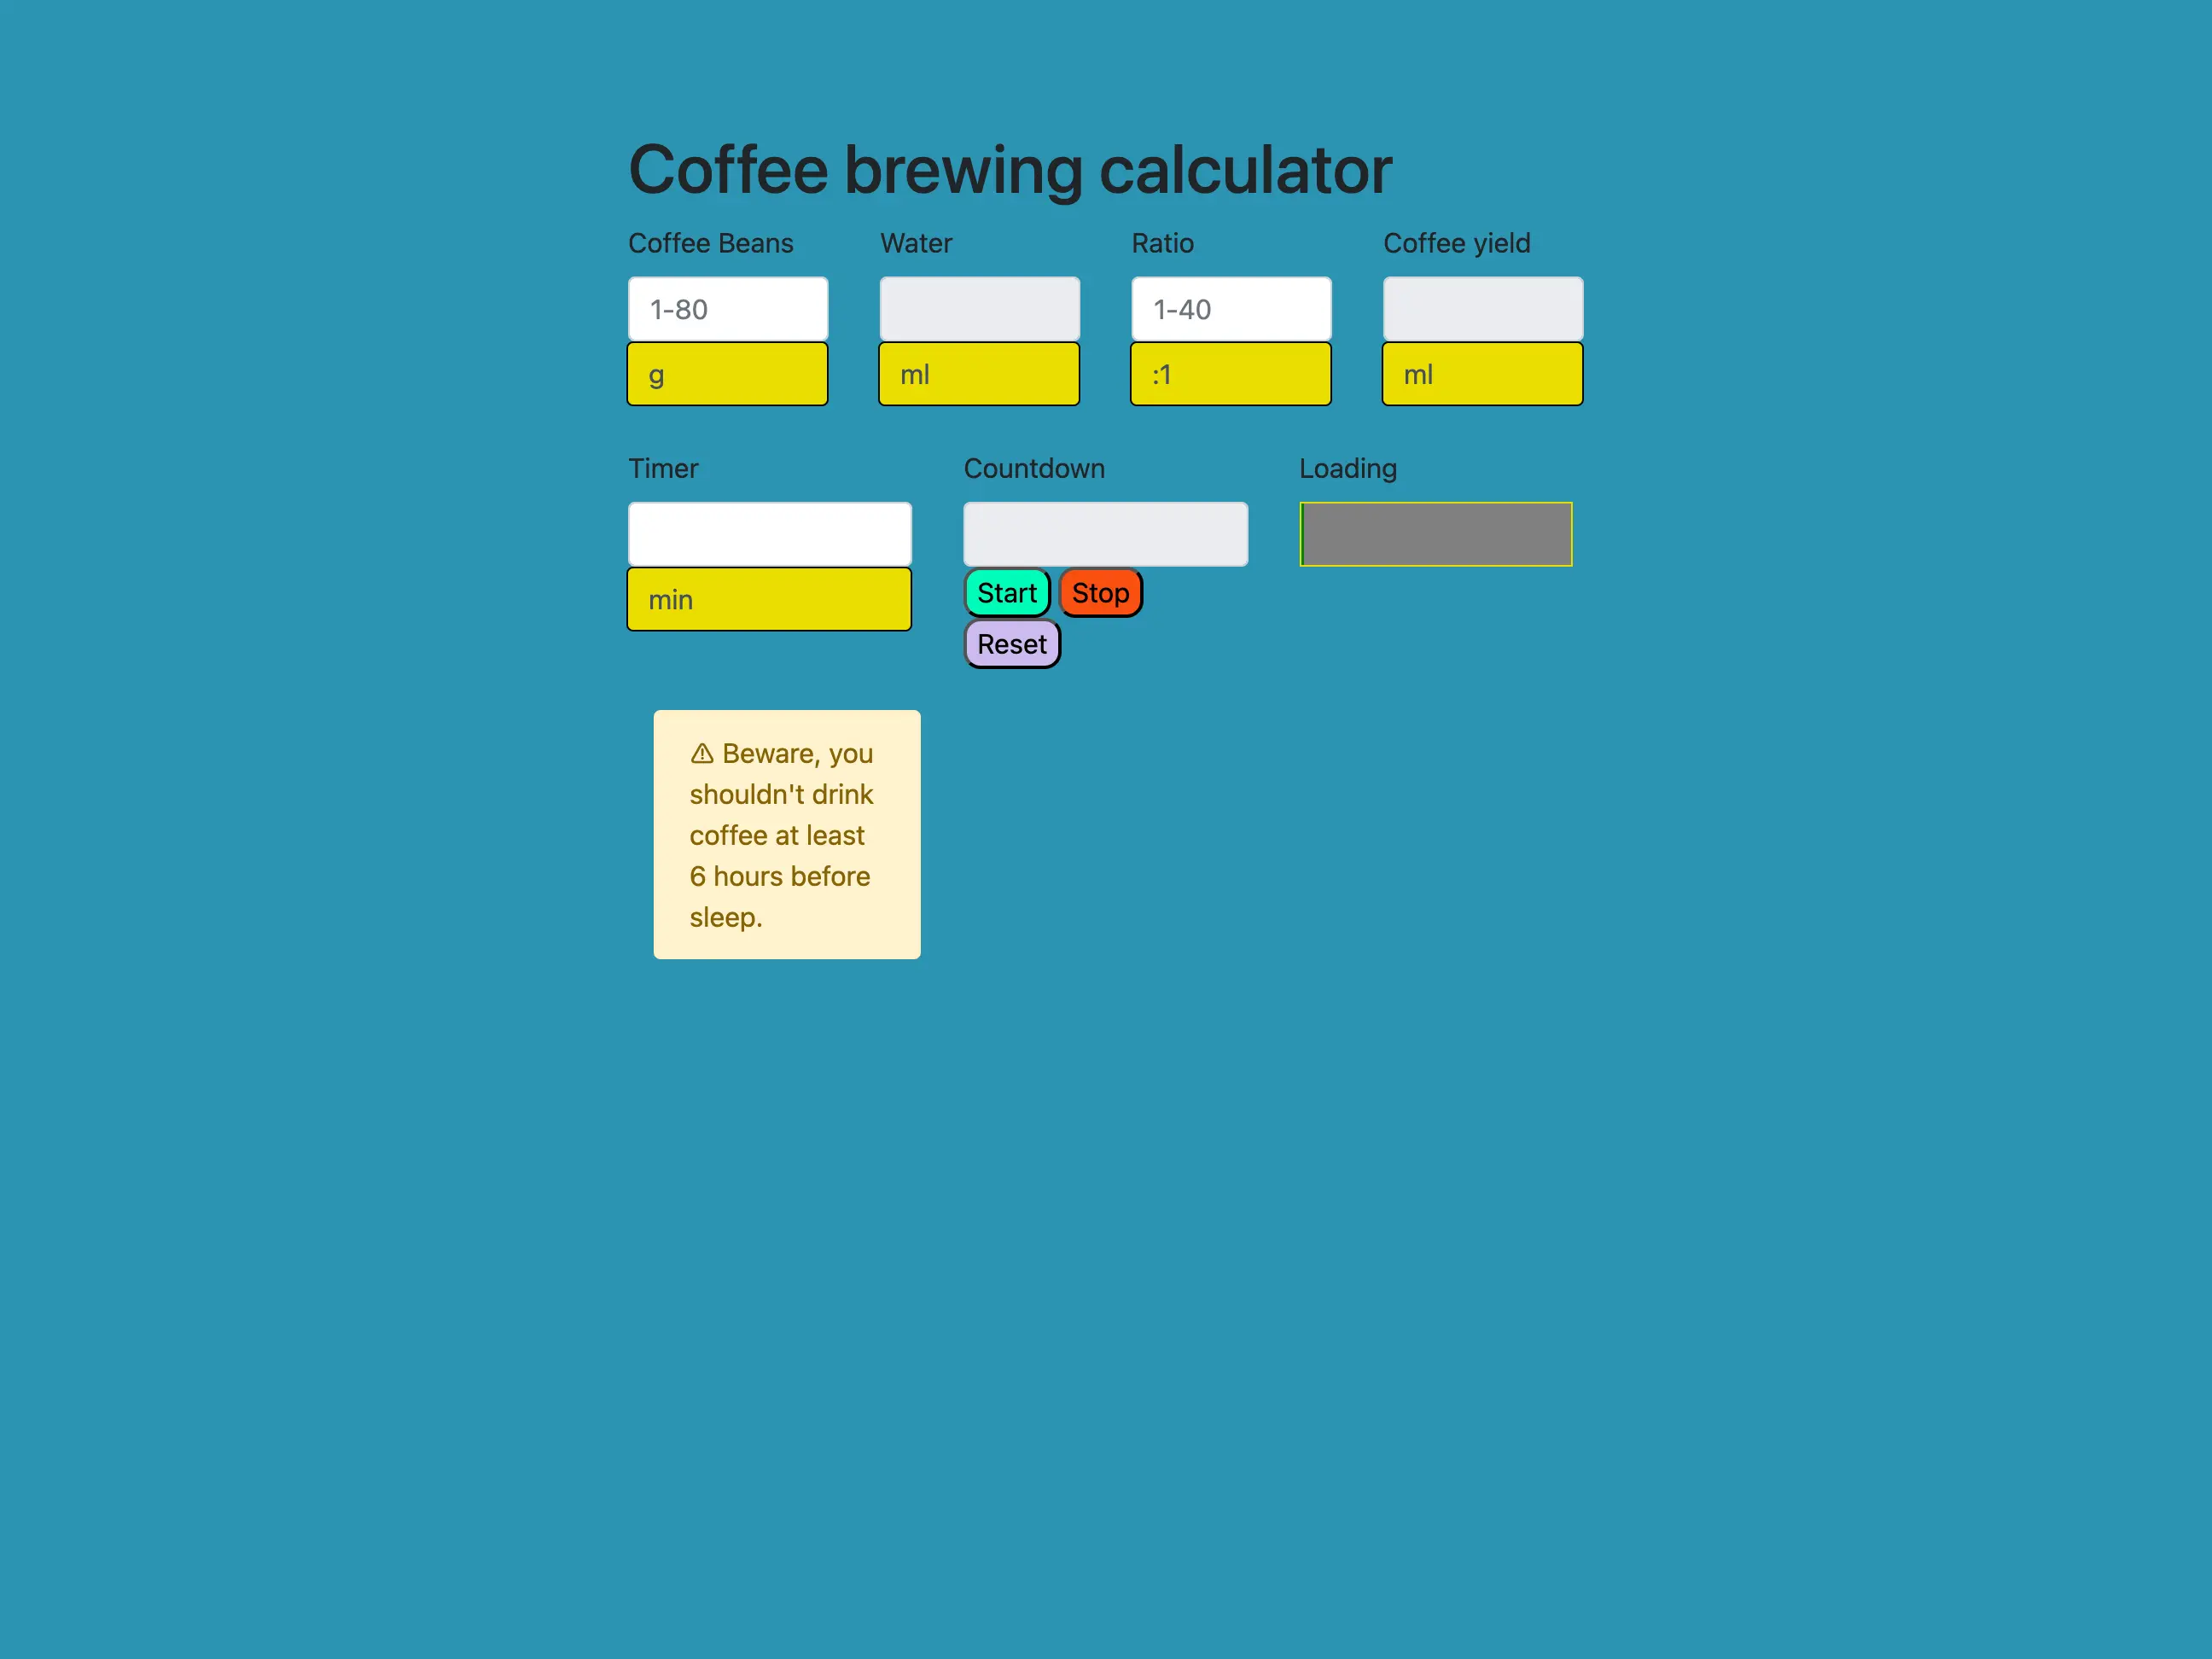 Coffee brewing calculator
Coffee Beans
Water
Ratio
Coffee yield
1-80
1-40
g
ml
:1
ml
Timer
Countdown
Loading
min
Start
Stop
Reset
⚠ Beware, you
shouldn't drink
coffee at least
6 hours before
sleep.